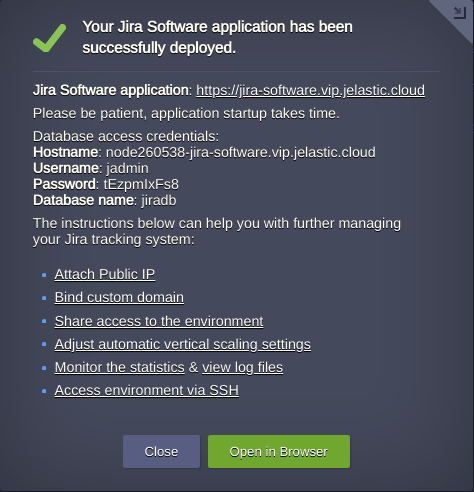 Your Jira Software application has been
successfully deployed.
Jira Software application: https://jira-software.vip.jelastic.cloud
Please be patient, application startup takes time.
Database access credentials:
Hostname: node260538-jira-software.vip.jelastic.cloud
Username: jadmin
Password: tEzpmIxFs8
Database name: jiradb
The instructions below can help you with further managing
your Jira tracking system:
Attach Public IP
Bind custom domain
Share access to the environment
Adjust automatic vertical scaling settings
Monitor the statistics & view log files
Access environment via SSH
Close Open in Browser